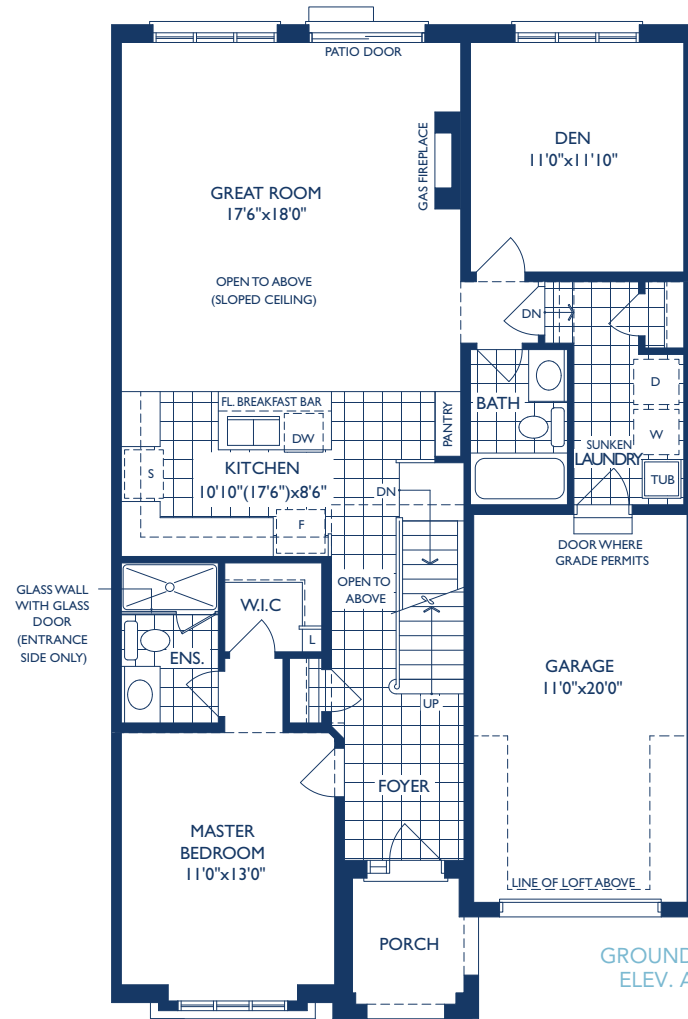 PATIO DOOR
GREAT ROOM
17'6"x18'0"
OPEN TO ABOVE
(SLOPED CEILING)
GAS FIREPLACE
DEN
11'0"x11'10"
DN
FL. BREAKFAST BAR
DW
S
KITCHEN
10'10"(17'6")x8'6"
F
PANTRY
BATH
D
W
SUNKEN
LAUNDRY
TUB
DN
OPEN TO
ABOVE
UP
DOOR WHERE
GRADE PERMITS
GLASS WALL
WITH GLASS
DOOR
(ENTRANCE
SIDE ONLY)
W.I.C
L
ENS.
GARAGE
11'0"x20'0"
FOYER
MASTER
BEDROOM
11'0"x13'0"
LINE OF LOFT ABOVE
PORCH
GROUND
ELEV. A